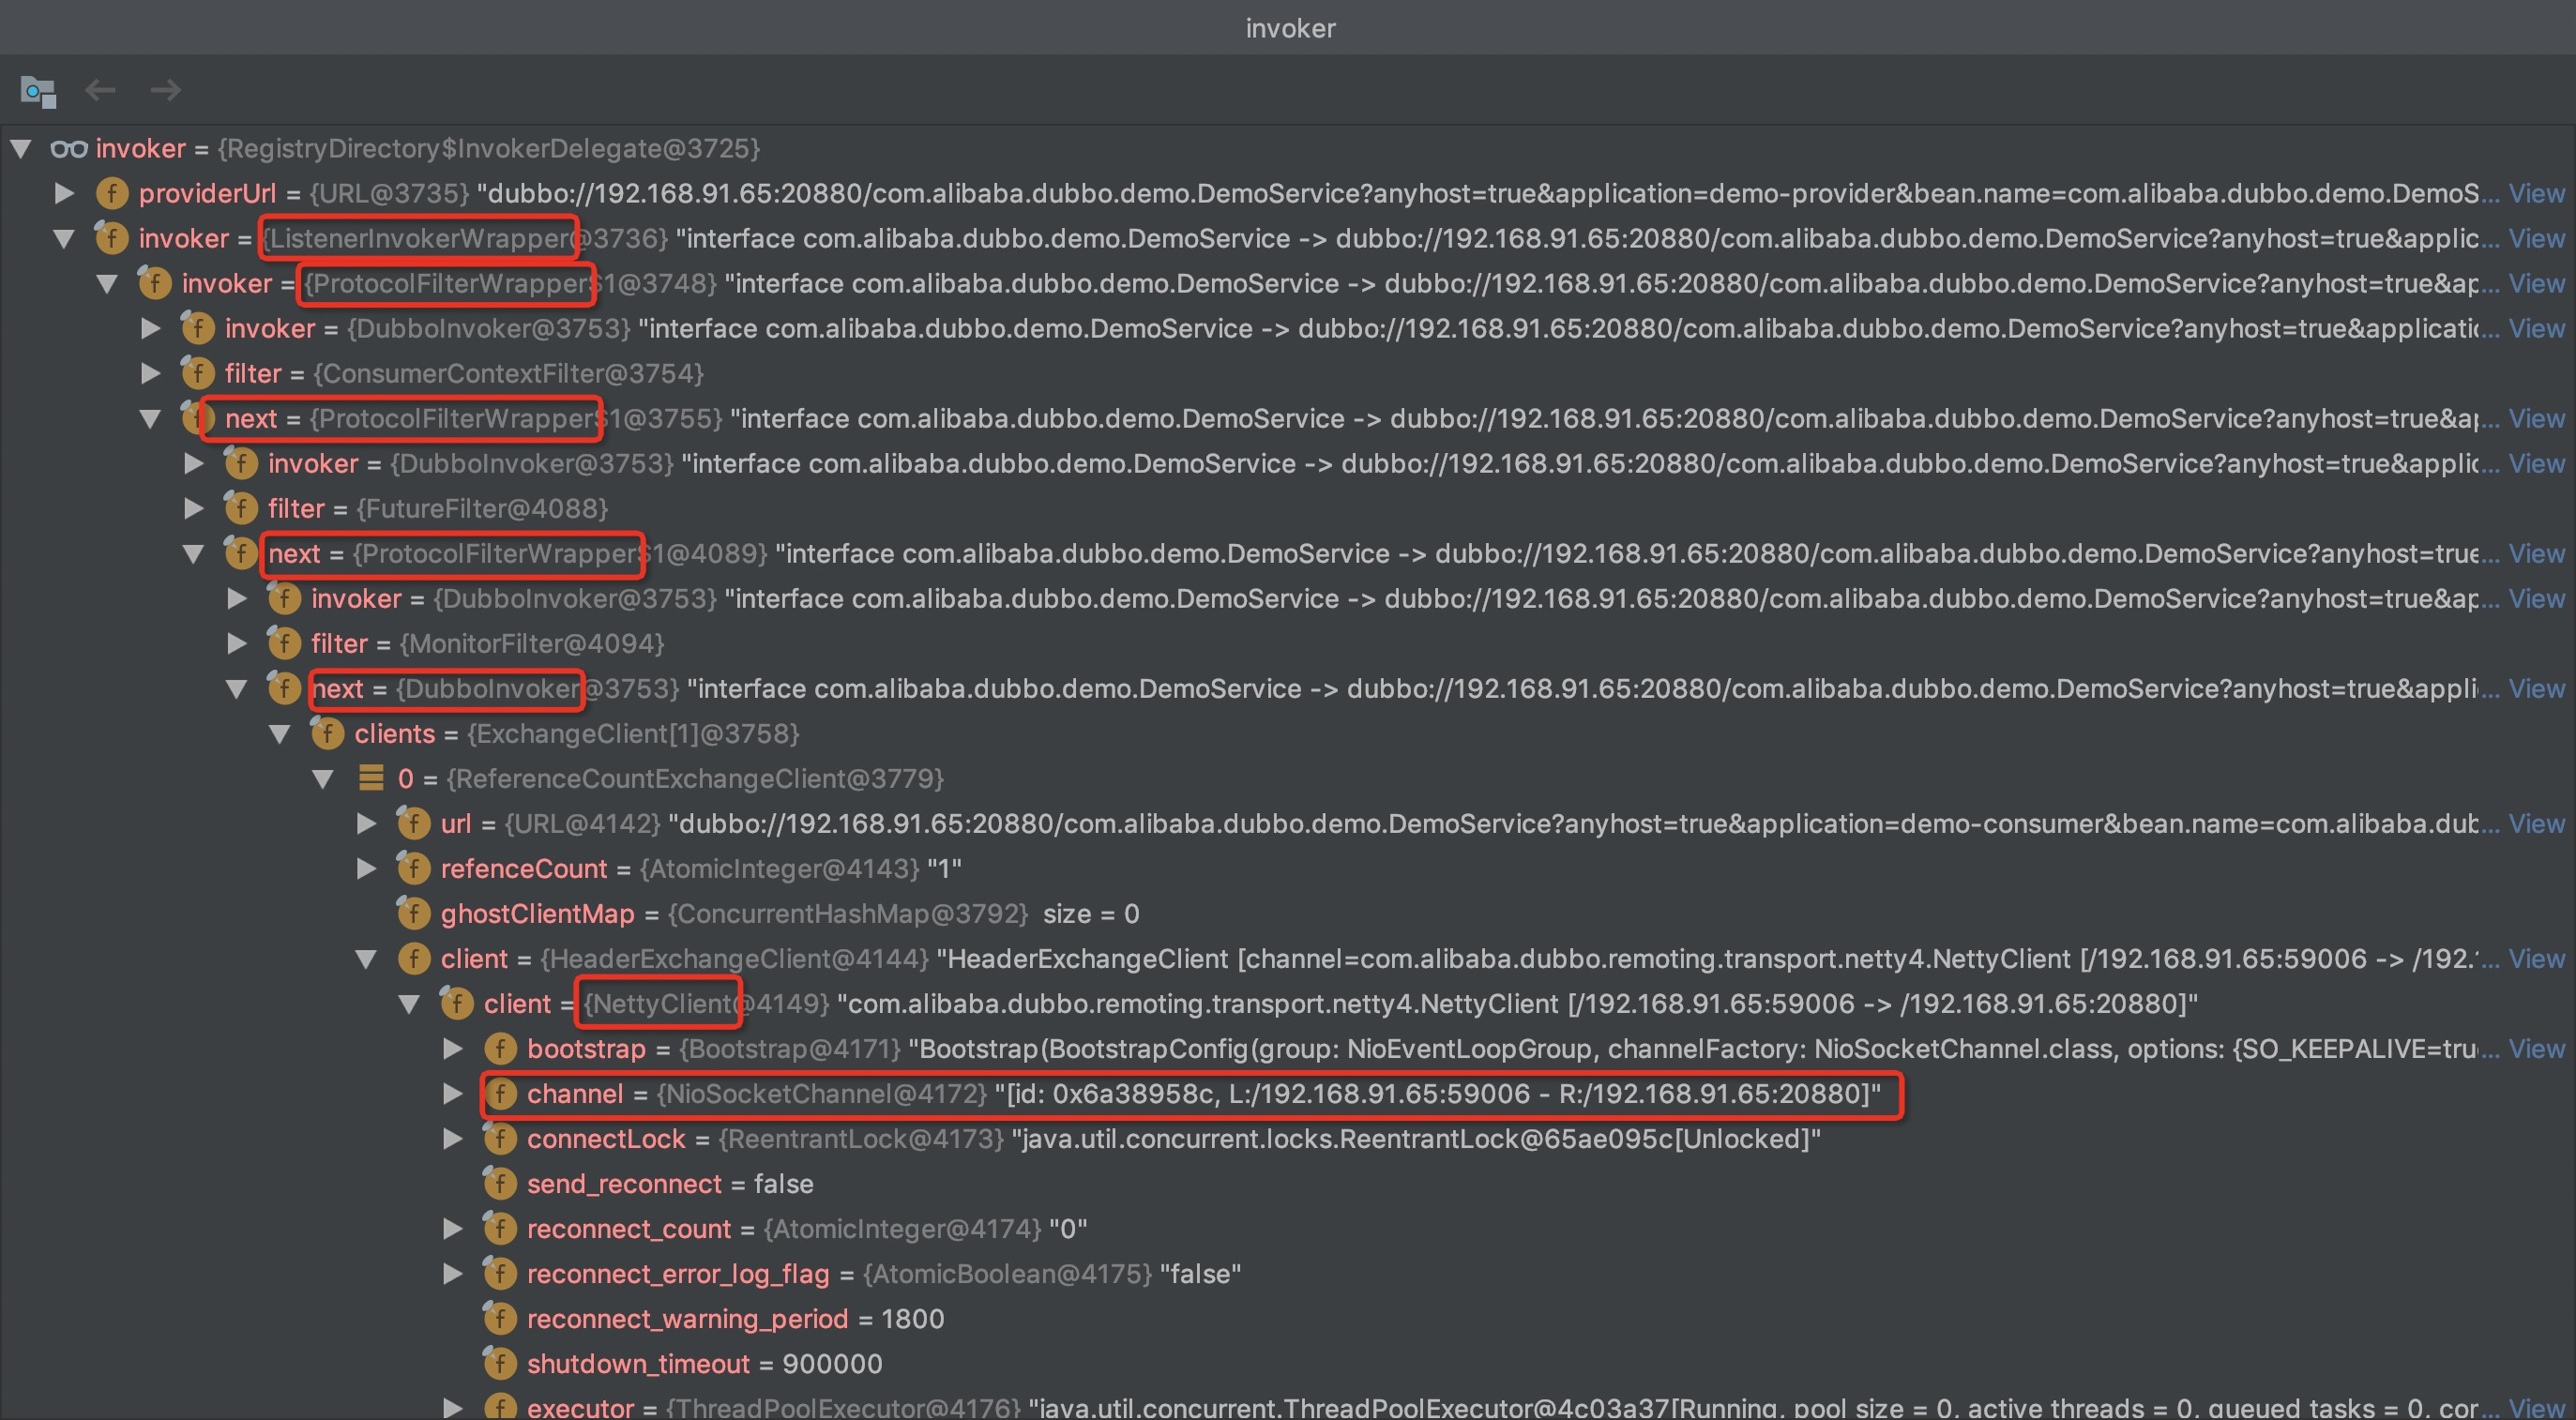 invoker
invoker = {RegistryDirectory$InvokerDelegate@3725}
providerUrl = {URL@3735} "dubbo://192.168.91.65:20880/com.alibaba.dubbo.demo.DemoService?anyhost=true&application=demo-provider&bean.name=com.alibaba.dubbo.demo.DemoS... View
invoker = {ListenerInvokerWrapper@3736} "interface com.alibaba.dubbo.demo.DemoService -> dubbo://192.168.91.65:20880/com.alibaba.dubbo.demo.DemoService?anyhost=true&applic... View
invoker = {ProtocolFilterWrapper$1@3748} "interface com.alibaba.dubbo.demo.DemoService -> dubbo://192.168.91.65:20880/com.alibaba.dubbo.demo.DemoService?anyhost=true&ap... View
invoker = {DubboInvoker@3753} "interface com.alibaba.dubbo.demo.DemoService -> dubbo://192.168.91.65:20880/com.alibaba.dubbo.demo.DemoService?anyhost=true&applicati... View
filter = {ConsumerContextFilter@3754}
next = {ProtocolFilterWrapper$1@3755} "interface com.alibaba.dubbo.demo.DemoService -> dubbo://192.168.91.65:20880/com.alibaba.dubbo.demo.DemoService?anyhost=true&ap... View
invoker = {DubboInvoker@3753} "interface com.alibaba.dubbo.demo.DemoService -> dubbo://192.168.91.65:20880/com.alibaba.dubbo.demo.DemoService?anyhost=true&applic... View
filter = {FutureFilter@4088}
next = {ProtocolFilterWrapper$1@4089} "interface com.alibaba.dubbo.demo.DemoService -> dubbo://192.168.91.65:20880/com.alibaba.dubbo.demo.DemoService?anyhost=true... View
invoker = {DubboInvoker@3753} "interface com.alibaba.dubbo.demo.DemoService -> dubbo://192.168.91.65:20880/com.alibaba.dubbo.demo.DemoService?anyhost=true&ap... View
filter = {MonitorFilter@4094}
next = {DubboInvoker@3753} "interface com.alibaba.dubbo.demo.DemoService -> dubbo://192.168.91.65:20880/com.alibaba.dubbo.demo.DemoService?anyhost=true&appli... View
clients = {ExchangeClient[1]@3758}
0 = {ReferenceCountExchangeClient@3779}
url = {URL@4142} "dubbo://192.168.91.65:20880/com.alibaba.dubbo.demo.DemoService?anyhost=true&application=demo-consumer&bean.name=com.alibaba.dub... View
refenceCount = {AtomicInteger@4143} "1"
ghostClientMap = {ConcurrentHashMap@3792} size = 0
client = {HeaderExchangeClient@4144} "HeaderExchangeClient [channel=com.alibaba.dubbo.remoting.transport.netty4.NettyClient [/192.168.91.65:59006 -> /192.... View
client = {NettyClient@4149} "com.alibaba.dubbo.remoting.transport.netty4.NettyClient [/192.168.91.65:59006 -> /192.168.91.65:20880]"
bootstrap = {Bootstrap@4171} "Bootstrap(BootstrapConfig(group: NioEventLoopGroup, channelFactory: NioSocketChannel.class, options: {SO_KEEPALIVE=tru... View
channel = {NioSocketChannel@4172} "[id: 0x6a38958c, L:/192.168.91.65:59006 - R:/192.168.91.65:20880]"
connectLock = {ReentrantLock@4173} "java.util.concurrent.locks.ReentrantLock@65ae095c[Unlocked]"
send_reconnect = false
reconnect_count = {AtomicInteger@4174} "0"
reconnect_error_log_flag = {AtomicBoolean@4175} "false"
reconnect_warning_period = 1800
shutdown_timeout = 900000
executor = {ThreadPoolExecutor@4176} "java.util.concurrent.ThreadPoolExecutor@4c03a37[Running, pool size = 0, active threads = 0, queued tasks = 0, cor... View